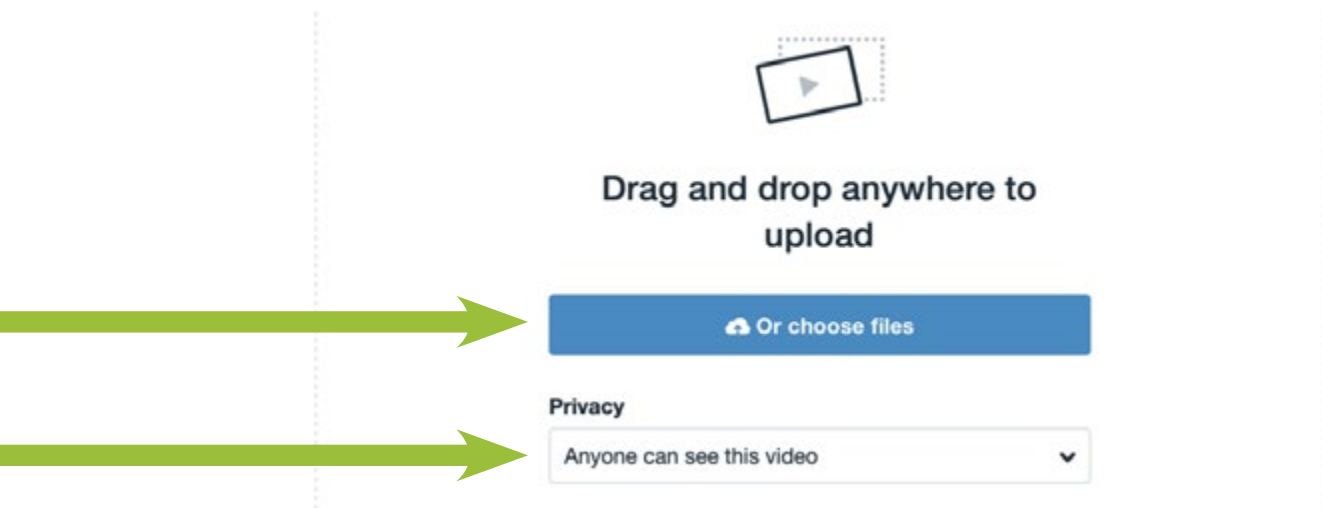 Drag and drop anywhere to
upload
Or choose files
Privacy
Anyone can see this video